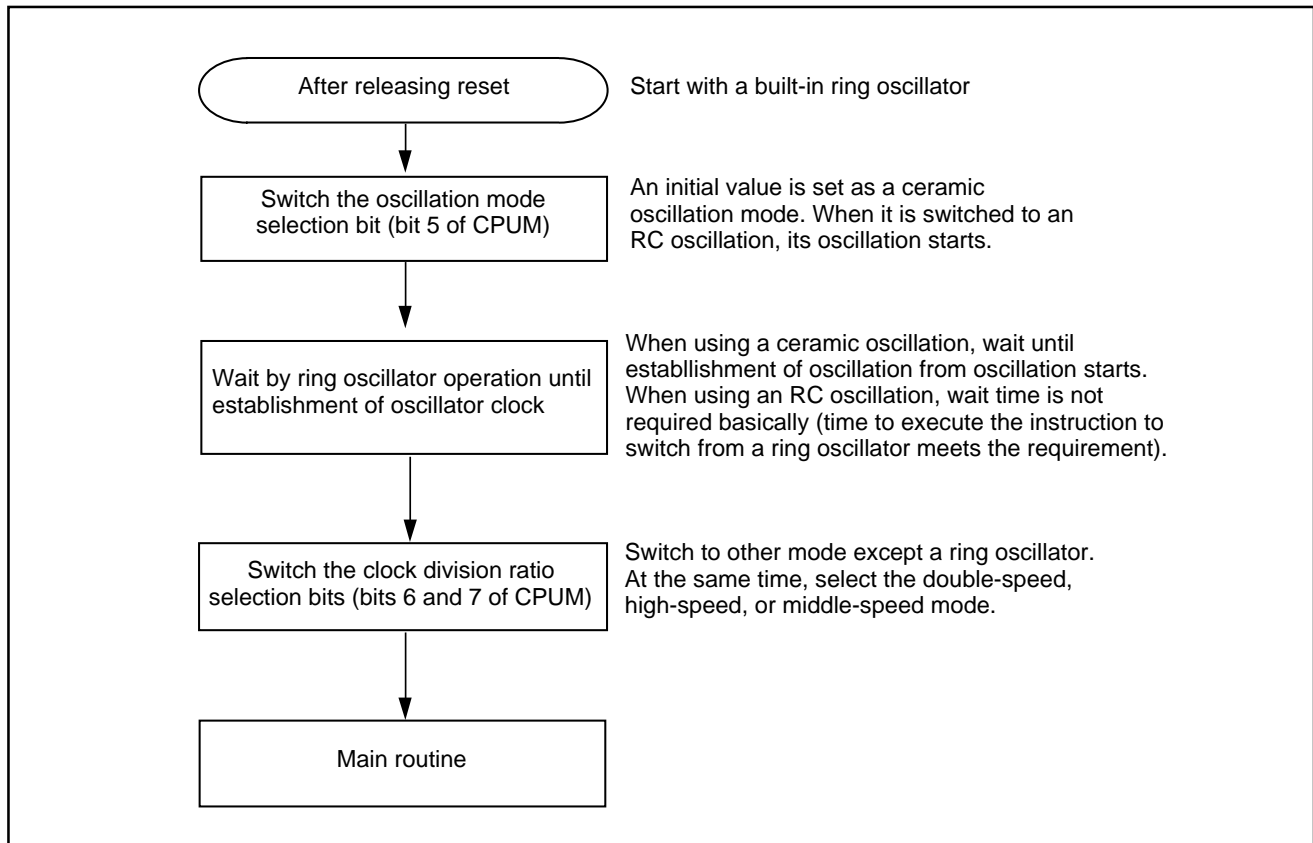 After releasing reset
Start with a built-in ring oscillator
Switch the oscillation mode
selection bit (bit 5 of CPUM)
An initial value is set as a ceramic
oscillation mode. When it is switched to an
RC oscillation, its oscillation starts.
Wait by ring oscillator operation until
establishment of oscillator clock
When using a ceramic oscillation, wait until
establlishment of oscillation from oscillation starts.
When using an RC oscillation, wait time is not
required basically (time to execute the instruction to
switch from a ring oscillator meets the requirement).
Switch the clock division ratio
selection bits (bits 6 and 7 of CPUM)
Switch to other mode except a ring oscillator.
At the same time, select the double-speed,
high-speed, or middle-speed mode.
Main routine